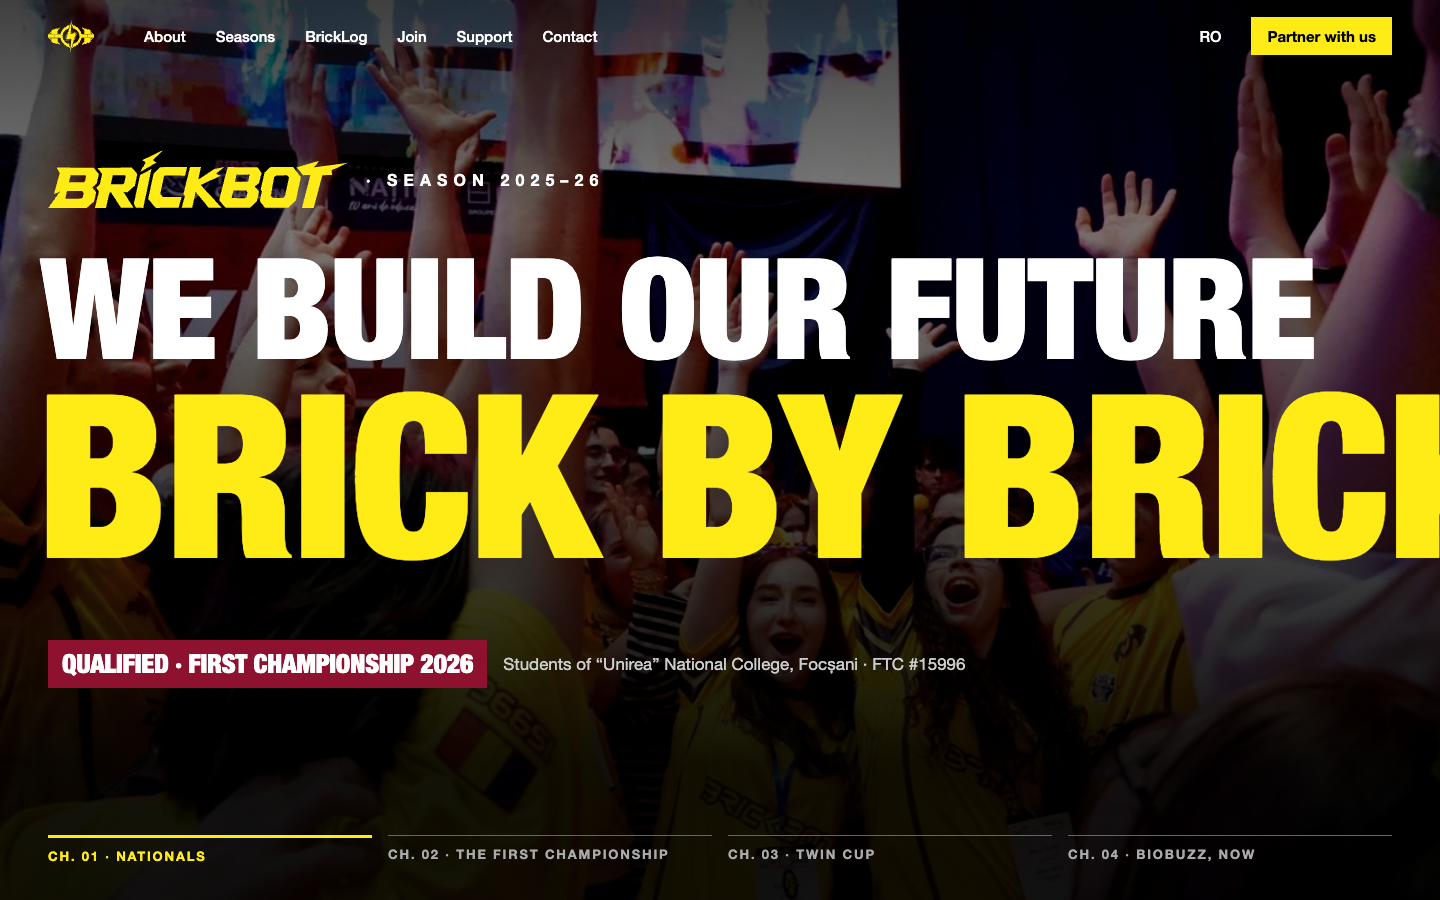 About Seasons BrickLog Join Support Contact RO Partner with us
BRICKBOT · SEASON 2025–26
WE BUILD OUR FUTURE
BRICK BY BRICK
QUALIFIED · FIRST CHAMPIONSHIP 2026 Students of “Unirea” National College, Focșani · FTC #15996
CH. 01 · NATIONALS CH. 02 · THE FIRST CHAMPIONSHIP CH. 03 · TWIN CUP CH. 04 · BIOBUZZ, NOW